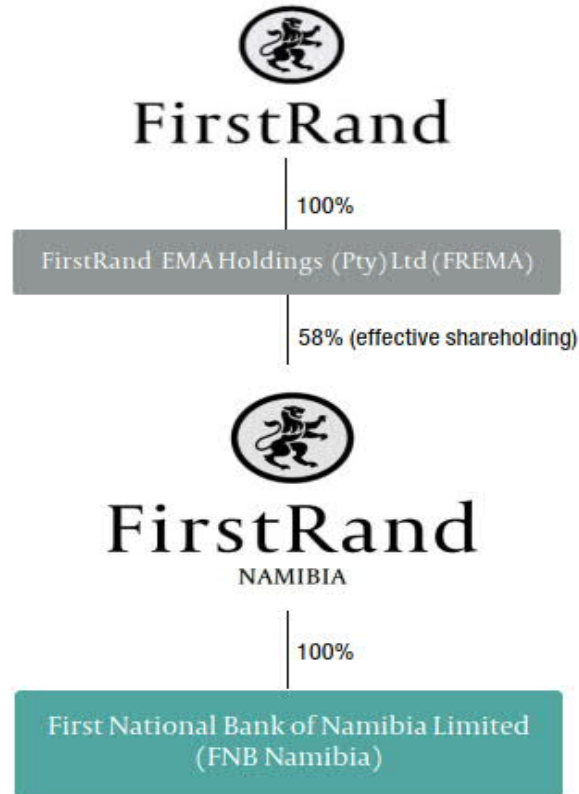 FirstRand
100%
FirstRand EMA Holdings (Pty) Ltd (FREMA)
58% (effective shareholding)
FirstRand
NAMIBIA
100%
First National Bank of Namibia Limited
(FNB Namibia)